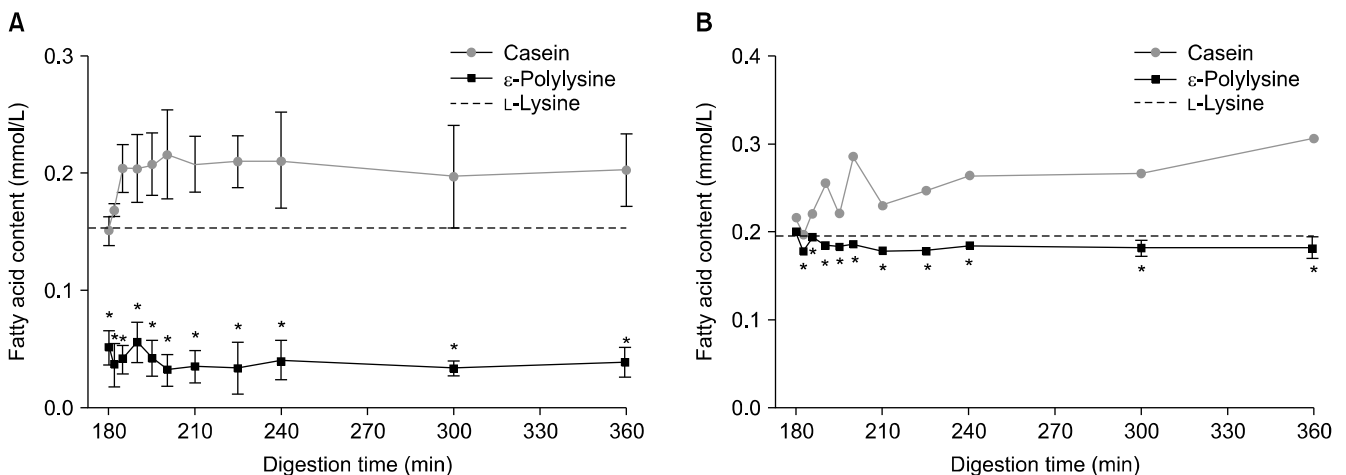 A
Fatty acid content (mmol/L)
0.3
0.2
0.1
0.0
Casein
ε-Polylysine
L-Lysine
* * * * * * * * * * *
180 210 240 270 300 330 360
Digestion time (min)
B
Fatty acid content (mmol/L)
0.4
0.3
0.2
0.1
0.0
Casein
ε-Polylysine
L-Lysine
* * * * * * * * * *
180 210 240 270 300 330 360
Digestion time (min)